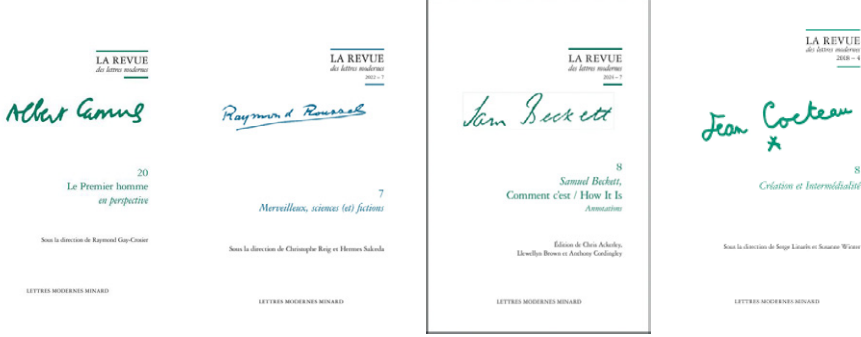 LA REVUE
des lettres modernes
Albert Camus
20
Le Premier homme
en perspective
Sous la direction de Raymond Gay-Crosier
LETTRES MODERNES MINARD
LA REVUE
des lettres modernes
Raymond Roussel
7
Merveilleux, sciences (et) fictions
Sous la direction de Christophe Reig et Hermes Salceda
LETTRES MODERNES MINARD
LA REVUE
des lettres modernes
Sam Beckett
8
Samuel Beckett,
Comment c'est / How It Is
Annotations
Édition de Chris Ackerley,
Llewellyn Brown et Anthony Cordingley
LETTRES MODERNES MINARD
LA REVUE
des lettres modernes
2018 – 4
Jean Cocteau
8
Création et Intermédialité
Sous la direction de Serge Linarès et Susanne Winter
LETTRES MODERNES MINARD